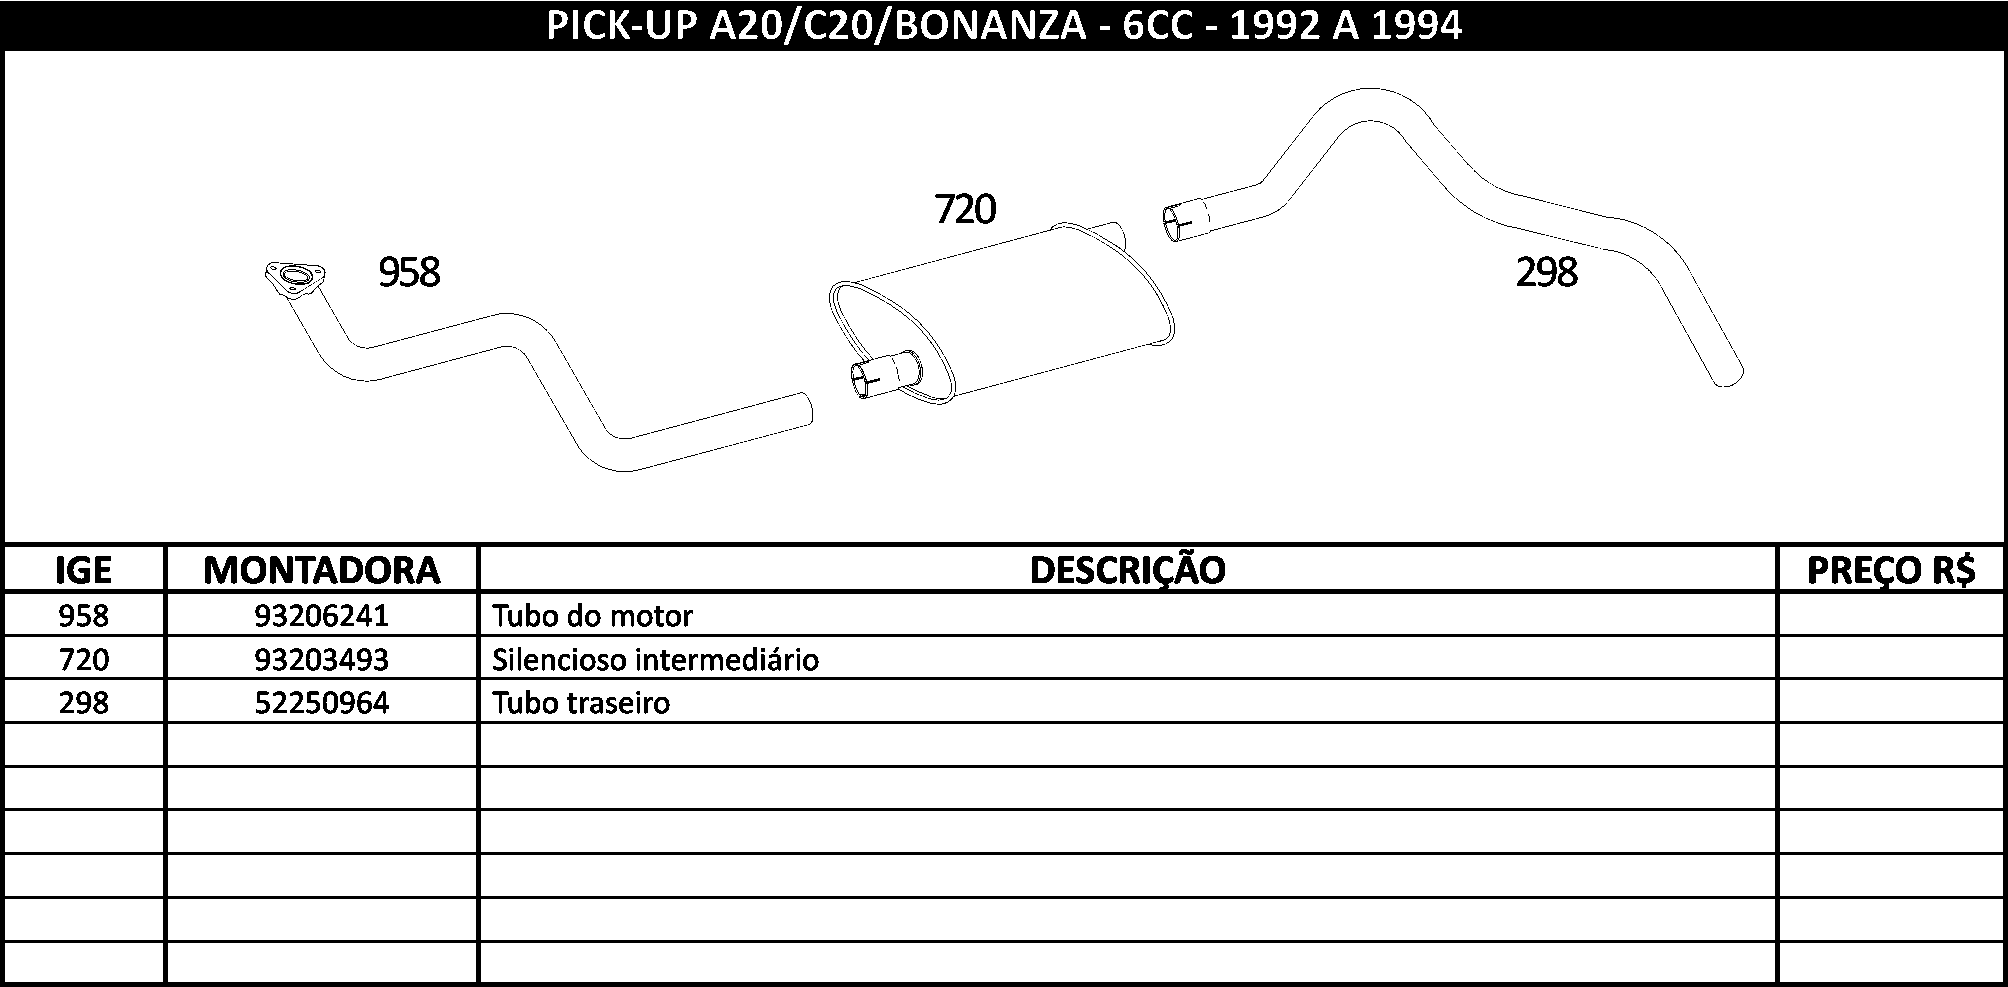 PICK-UP A20/C20/BONANZA - 6CC - 1992 A 1994
720
958
298
IGE MONTADORA DESCRIÇÃO PREÇO R$
958 93206241 Tubo do motor
720 93203493 Silencioso intermediário
298 52250964 Tubo traseiro